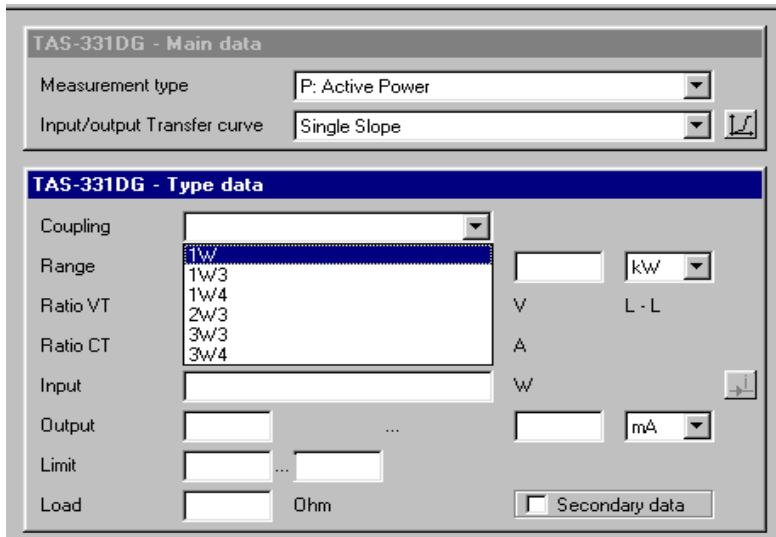 TAS-331DG - Main data
Measurement type P: Active Power
Input/output Transfer curve Single Slope
TAS-331DG - Type data
Coupling
1W
Range 1W3 kW
1W4
Ratio VT 2W3 V L - L
3W3
Ratio CT 3W4 A
Input W
Output ... mA
Limit ...
Load Ohm Secondary data